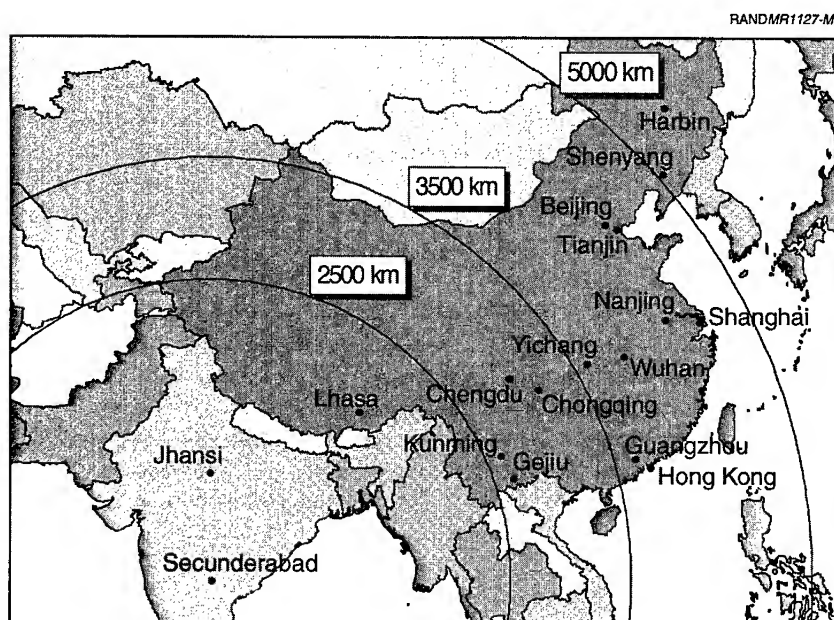 RANDMR1127-M
5000 km
Harbin
Shenyang
3500 km
Beijing
Tianjin
2500 km
Nanjing
Shanghai
Yichang
Wuhan
Lhasa
Chengdu
Chongqing
Kunming
Guangzhou
Jhansi
Gejiu
Hong Kong
Secunderabad